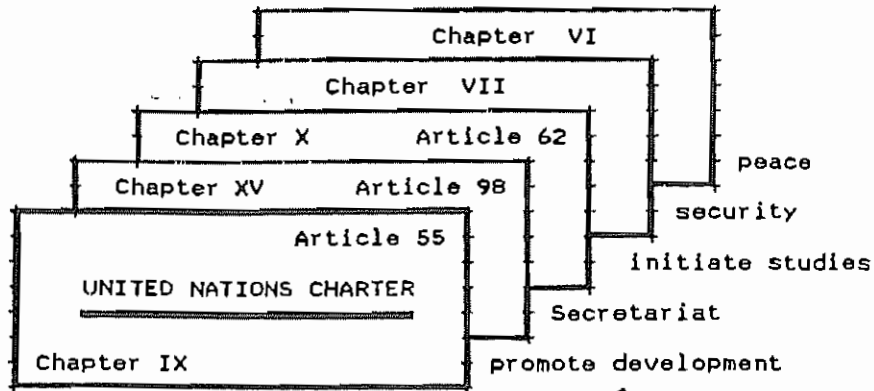 Chapter VI
Chapter VII
Chapter X Article 62
peace
Chapter XV Article 98
security
Article 55
initiate studies
UNITED NATIONS CHARTER
Secretariat
Chapter IX promote development